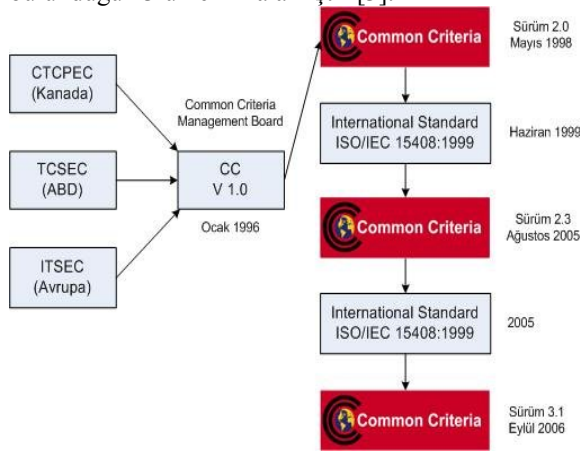 CTCPEC
(Kanada)
TCSEC
(ABD)
ITSEC
(Avrupa)
Common Criteria
Management Board
CC
V 1.0
Ocak 1996
Common Criteria
Sürüm 2.0
Mayıs 1998
International Standard
ISO/IEC 15408:1999
Haziran 1999
Common Criteria
Sürüm 2.3
Ağustos 2005
International Standard
ISO/IEC 15408:1999
2005
Common Criteria
Sürüm 3.1
Eylül 2006